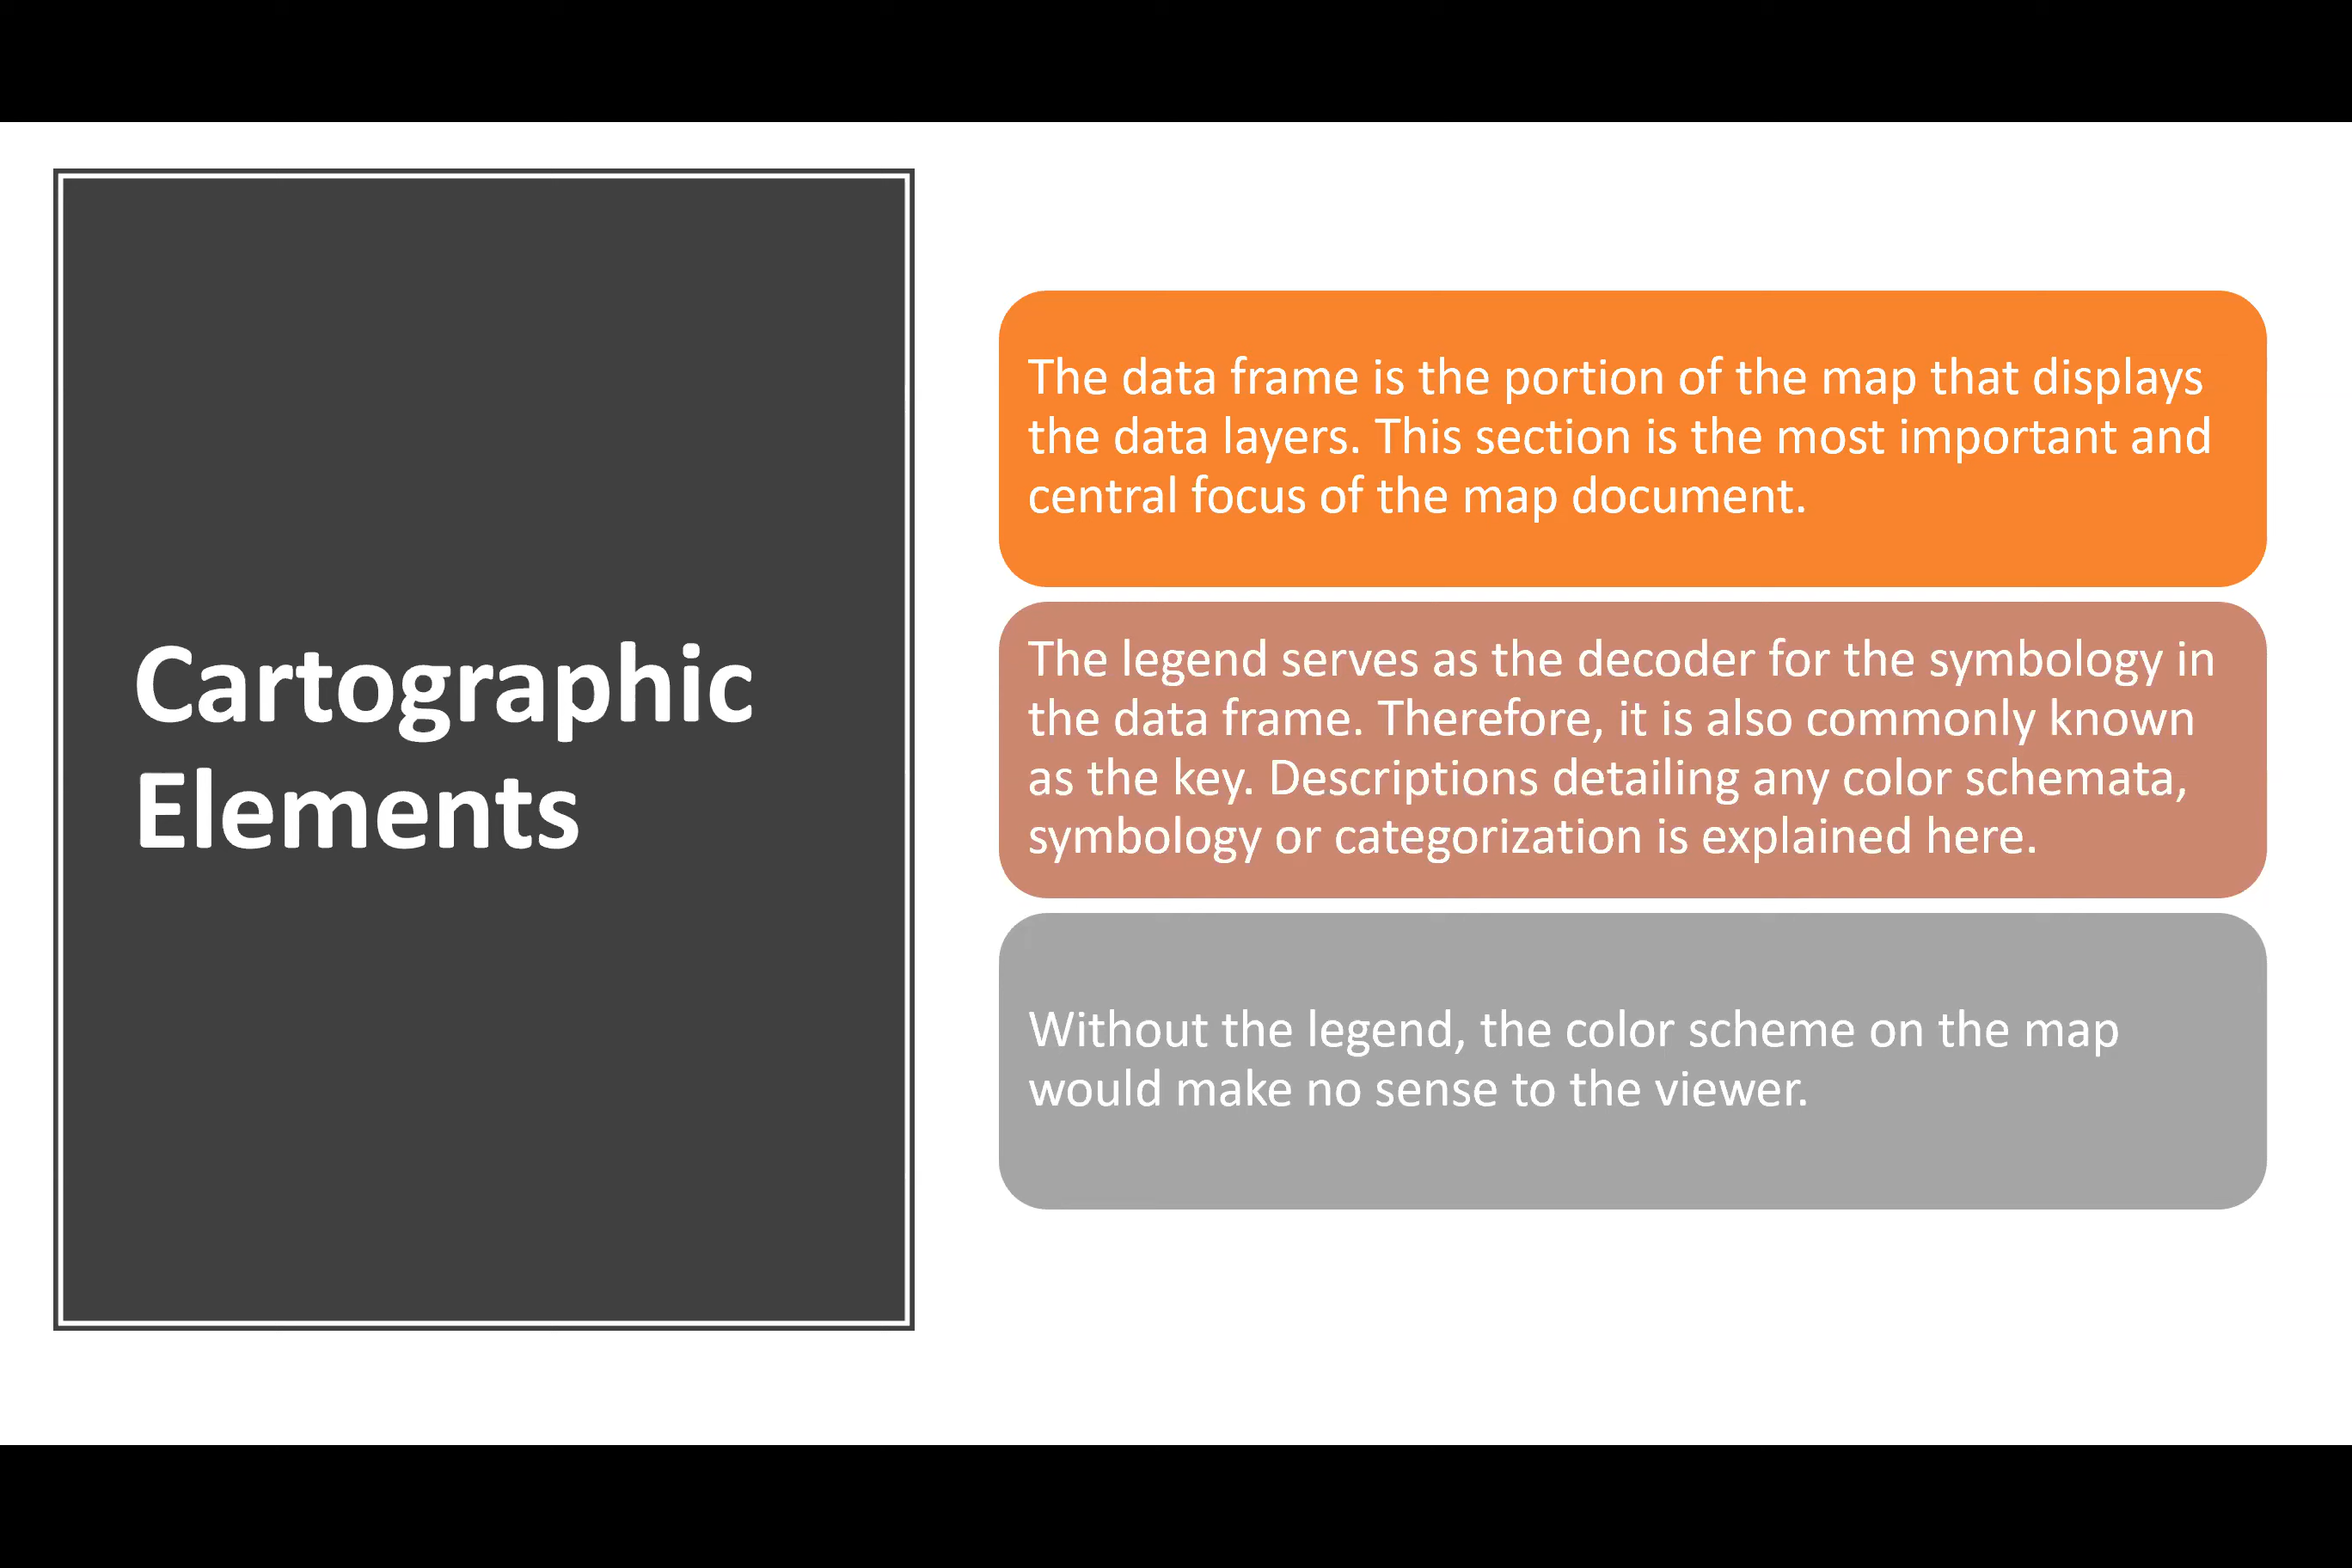 Cartographic
Elements
The data frame is the portion of the map that displays
the data layers. This section is the most important and
central focus of the map document.
The legend serves as the decoder for the symbology in
the data frame. Therefore, it is also commonly known
as the key. Descriptions detailing any color schemata,
symbology or categorization is explained here.
Without the legend, the color scheme on the map
would make no sense to the viewer.